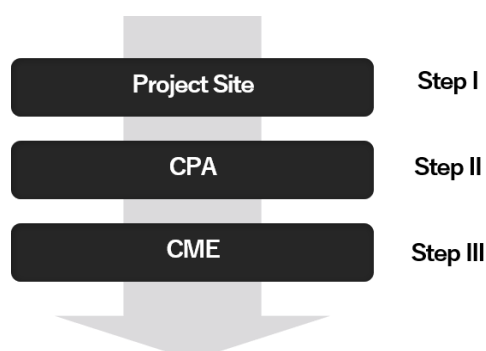 Project Site
Step I
CPA
Step II
CME
Step III